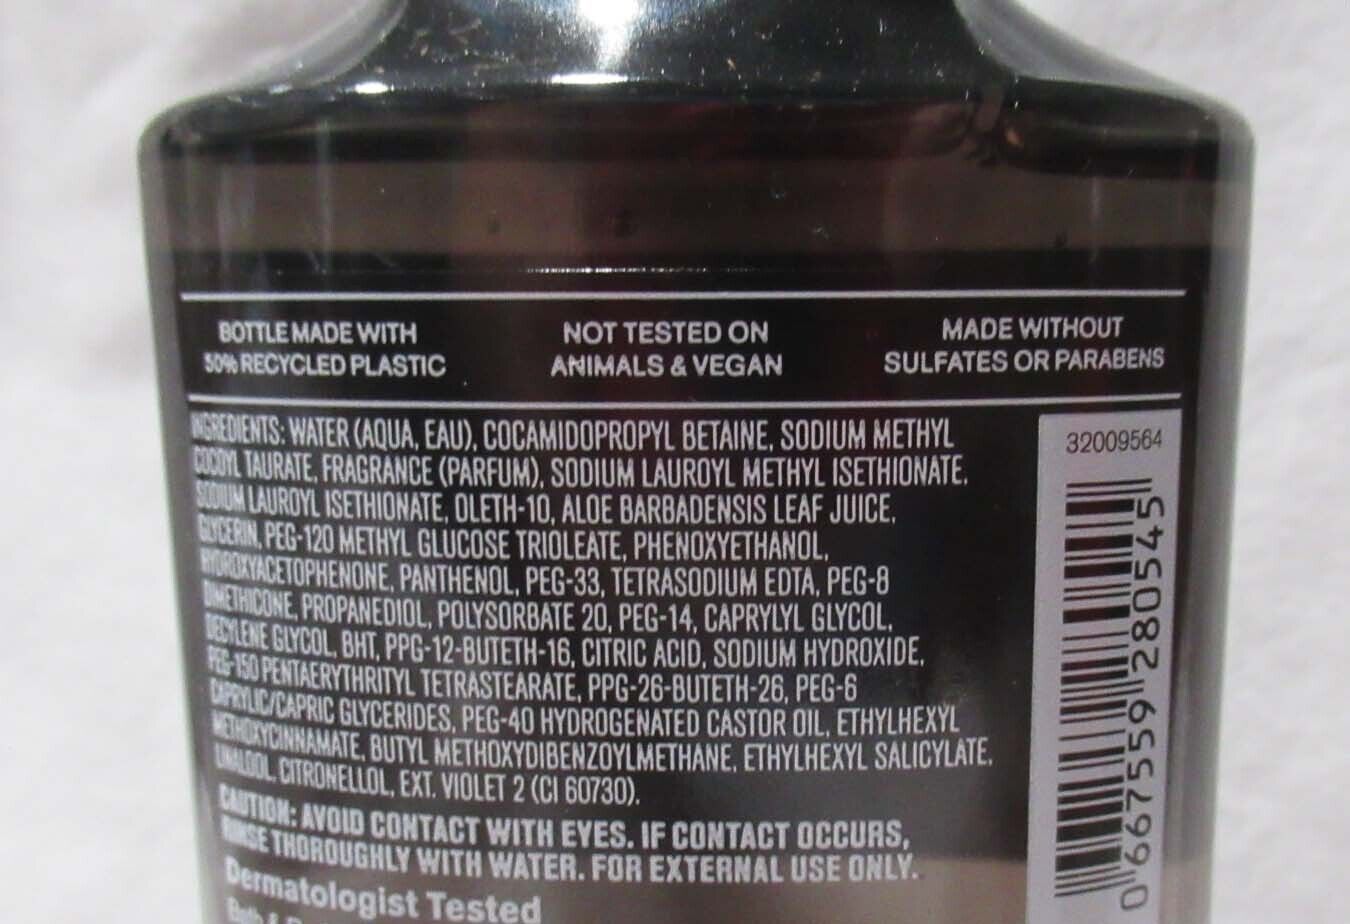 BOTTLE MADE WITH
50% RECYCLED PLASTIC
NOT TESTED ON
ANIMALS & VEGAN
MADE WITHOUT
SULFATES OR PARABENS
INGREDIENTS: WATER (AQUA, EAU), COCAMIDOPROPYL BETAINE, SODIUM METHYL
COCOYL TAURATE, FRAGRANCE (PARFUM), SODIUM LAUROYL METHYL ISETHIONATE,
SODIUM LAUROYL ISETHIONATE, OLETH-10, ALOE BARBADENSIS LEAF JUICE,
GLYCERIN, PEG-120 METHYL GLUCOSE TRIOLEATE, PHENOXYETHANOL,
HYDROXYACETOPHENONE, PANTHENOL, PEG-33, TETRASODIUM EDTA, PEG-8
DIMETHICONE, PROPANEDIOL, POLYSORBATE 20, PEG-14, CAPRYLYL GLYCOL,
DECYLENE GLYCOL, BHT, PPG-12-BUTETH-16, CITRIC ACID, SODIUM HYDROXIDE,
PEG-150 PENTAERYTHRITYL TETRASTEARATE, PPG-26-BUTETH-26, PEG-6
CAPRYLIC/CAPRIC GLYCERIDES, PEG-40 HYDROGENATED CASTOR OIL, ETHYLHEXYL
METHOXYCINNAMATE, BUTYL METHOXYDIBENZOYLMETHANE, ETHYLHEXYL SALICYLATE,
LINALOOL, CITRONELLOL, EXT. VIOLET 2 (CI 60730).
CAUTION: AVOID CONTACT WITH EYES. IF CONTACT OCCURS,
RINSE THOROUGHLY WITH WATER. FOR EXTERNAL USE ONLY.
Dermatologist Tested
Bath &
32009564
0 667559 280545